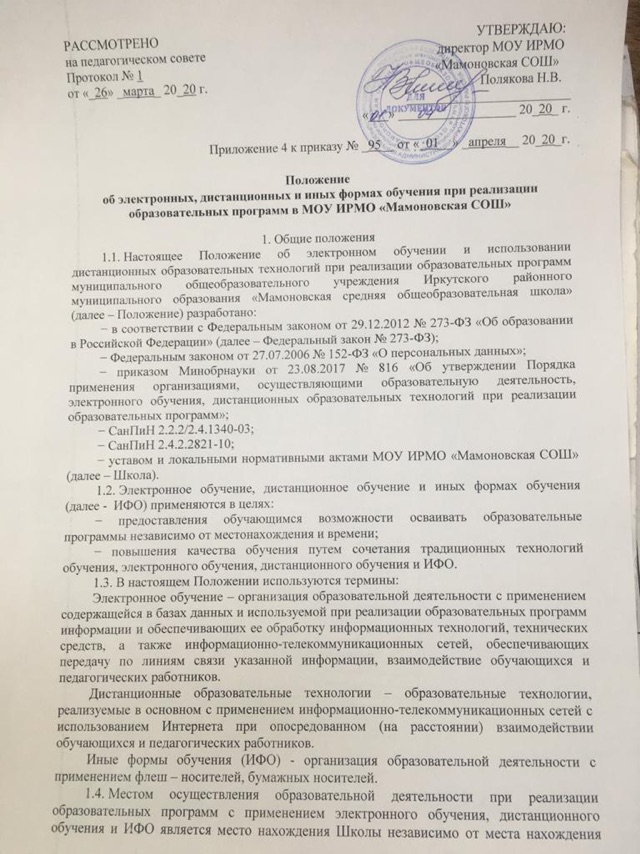 РАССМОТРЕНО
на педагогическом совете
Протокол № 1
от « 26» марта 20 20 г.
УТВЕРЖДАЮ:
директор МОУ ИРМО
«Мамоновская СОШ»
Полякова Н.В.
« 01 » 04 20 20 г.
ДЛЯ
ДОКУМЕНТОВ
Приложение 4 к приказу № 95 от « 01 » апреля 20 20 г.
Положение
об электронных, дистанционных и иных формах обучения при реализации
образовательных программ в МОУ ИРМО «Мамоновская СОШ»
1. Общие положения
1.1. Настоящее Положение об электронном обучении и использовании
дистанционных образовательных технологий при реализации образовательных программ
муниципального общеобразовательного учреждения Иркутского районного
муниципального образования «Мамоновская средняя общеобразовательная школа»
(далее – Положение) разработано:
− в соответствии с Федеральным законом от 29.12.2012 № 273-ФЗ «Об образовании
в Российской Федерации» (далее – Федеральный закон № 273-ФЗ);
− Федеральным законом от 27.07.2006 № 152-ФЗ «О персональных данных»;
− приказом Минобрнауки от 23.08.2017 № 816 «Об утверждении Порядка
применения организациями, осуществляющими образовательную деятельность,
электронного обучения, дистанционных образовательных технологий при реализации
образовательных программ»;
− СанПиН 2.2.2/2.4.1340-03;
− СанПиН 2.4.2.2821-10;
− уставом и локальными нормативными актами МОУ ИРМО «Мамоновская СОШ»
(далее – Школа).
1.2. Электронное обучение, дистанционное обучение и иных формах обучения
(далее - ИФО) применяются в целях:
− предоставления обучающимся возможности осваивать образовательные
программы независимо от местонахождения и времени;
− повышения качества обучения путем сочетания традиционных технологий
обучения, электронного обучения, дистанционного обучения и ИФО.
1.3. В настоящем Положении используются термины:
Электронное обучение – организация образовательной деятельности с применением
содержащейся в базах данных и используемой при реализации образовательных программ
информации и обеспечивающих ее обработку информационных технологий, технических
средств, а также информационно-телекоммуникационных сетей, обеспечивающих
передачу по линиям связи указанной информации, взаимодействие обучающихся и
педагогических работников.
Дистанционные образовательные технологии – образовательные технологии,
реализуемые в основном с применением информационно-телекоммуникационных сетей с
использованием Интернета при опосредованном (на расстоянии) взаимодействии
обучающихся и педагогических работников.
Иные формы обучения (ИФО) - организация образовательной деятельности с
применением флеш – носителей, бумажных носителей.
1.4. Местом осуществления образовательной деятельности при реализации
образовательных программ с применением электронного обучения, дистанционного
обучения и ИФО является место нахождения Школы независимо от места нахождения